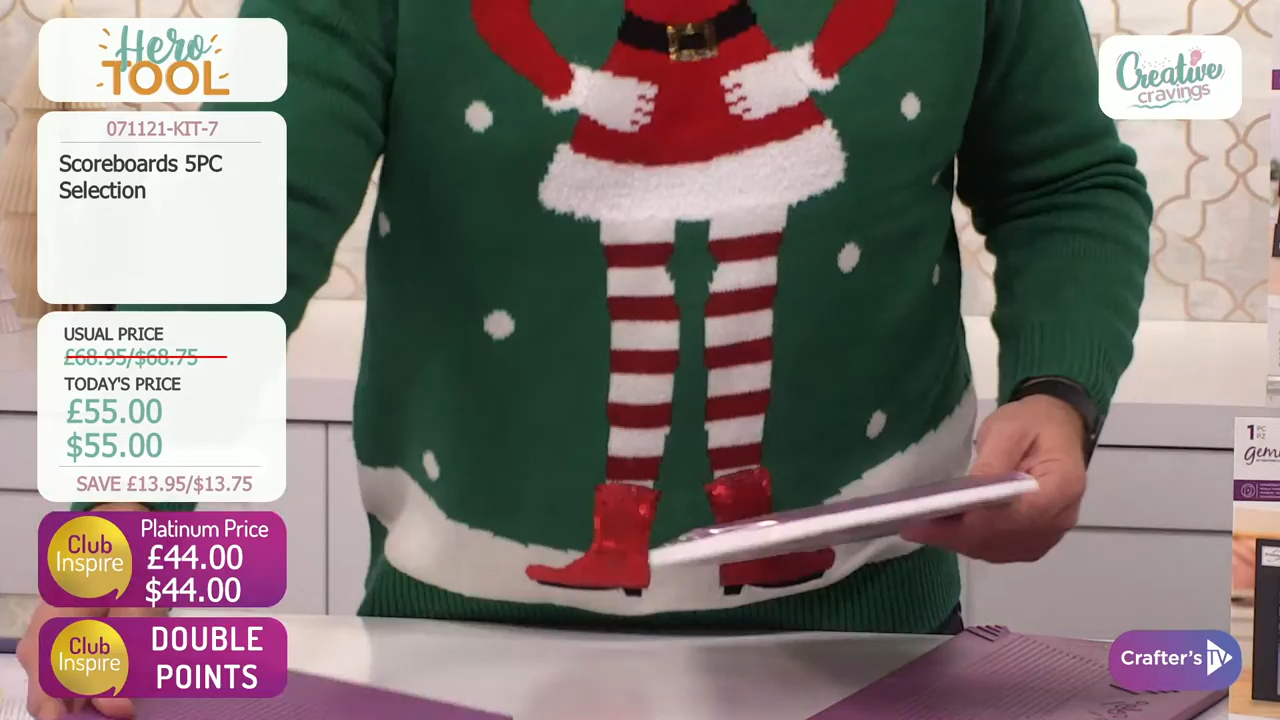 Hero
TOOL
071121-KIT-7
Scoreboards 5PC
Selection
USUAL PRICE
£68.95/$68.75
TODAY'S PRICE
£55.00
$55.00
SAVE £13.95/$13.75
Club
Inspire
Platinum Price
£44.00
$44.00
Club
Inspire
DOUBLE
POINTS
Creative
cravings
1 PC
PZ
Crafter's TV